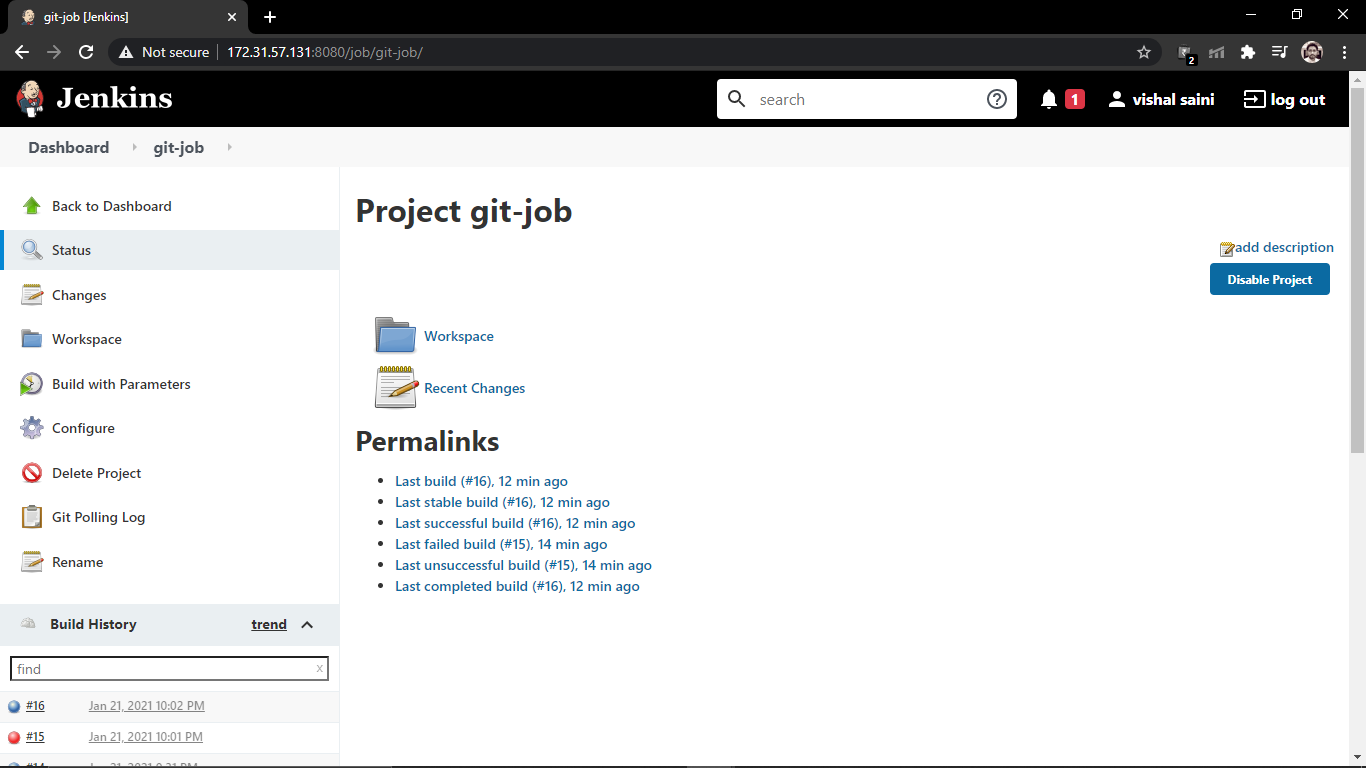 git-job [Jenkins]
Not secure 172.31.57.131:8080/job/git-job/
2
Jenkins
search
1
vishal saini
log out
Dashboard
git-job
Back to Dashboard
Status
Changes
Workspace
Build with Parameters
Configure
Delete Project
Git Polling Log
Rename
Build History
trend
find
x
#16 Jan 21, 2021 10:02 PM
#15 Jan 21, 2021 10:01 PM
Project git-job
add description
Disable Project
Workspace
Recent Changes
Permalinks
Last build (#16), 12 min ago
Last stable build (#16), 12 min ago
Last successful build (#16), 12 min ago
Last failed build (#15), 14 min ago
Last unsuccessful build (#15), 14 min ago
Last completed build (#16), 12 min ago